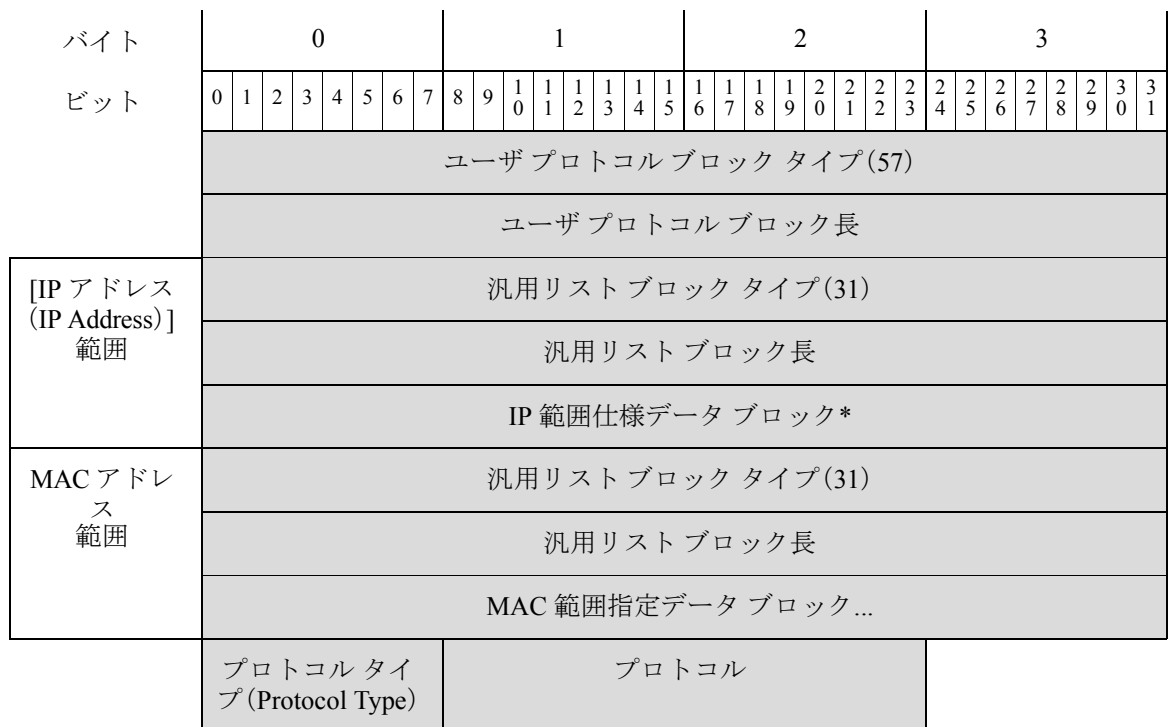 バイト 0 1 2 3
ビット 0 1 2 3 4 5 6 7 8 9 10 11 12 13 14 15 16 17 18 19 20 21 22 23 24 25 26 27 28 29 30 31
ユーザ プロトコル ブロック タイプ（57）
ユーザ プロトコル ブロック長
[IP アドレス
（IP Address）]
範囲
汎用リスト ブロック タイプ（31）
汎用リスト ブロック長
IP 範囲仕様データ ブロック*
MAC アドレ
ス
範囲
汎用リスト ブロック タイプ（31）
汎用リスト ブロック長
MAC 範囲指定データ ブロック...
プロトコル タイ
プ（Protocol Type）
プロトコル